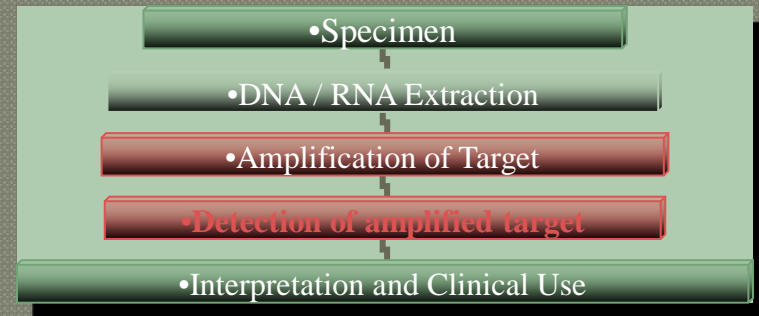 •Specimen
•DNA / RNA Extraction
•Amplification of Target
•Detection of amplified target
•Interpretation and Clinical Use